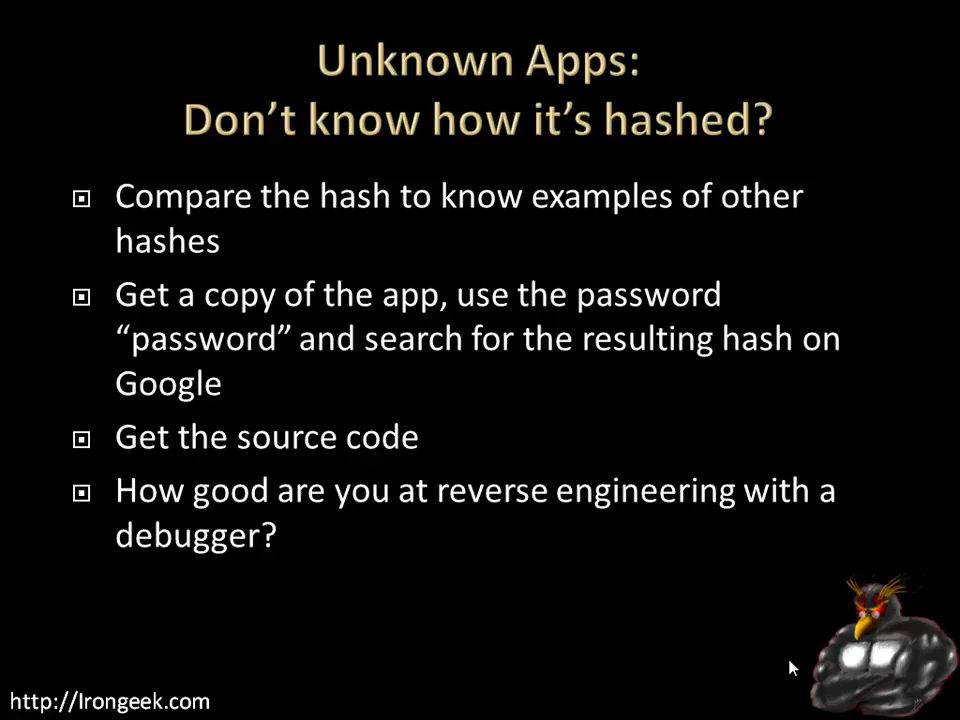 Unknown Apps:
Don’t know how it’s hashed?
Compare the hash to know examples of other
hashes
Get a copy of the app, use the password
“password” and search for the resulting hash on
Google
Get the source code
How good are you at reverse engineering with a
debugger?
http://Irongeek.com